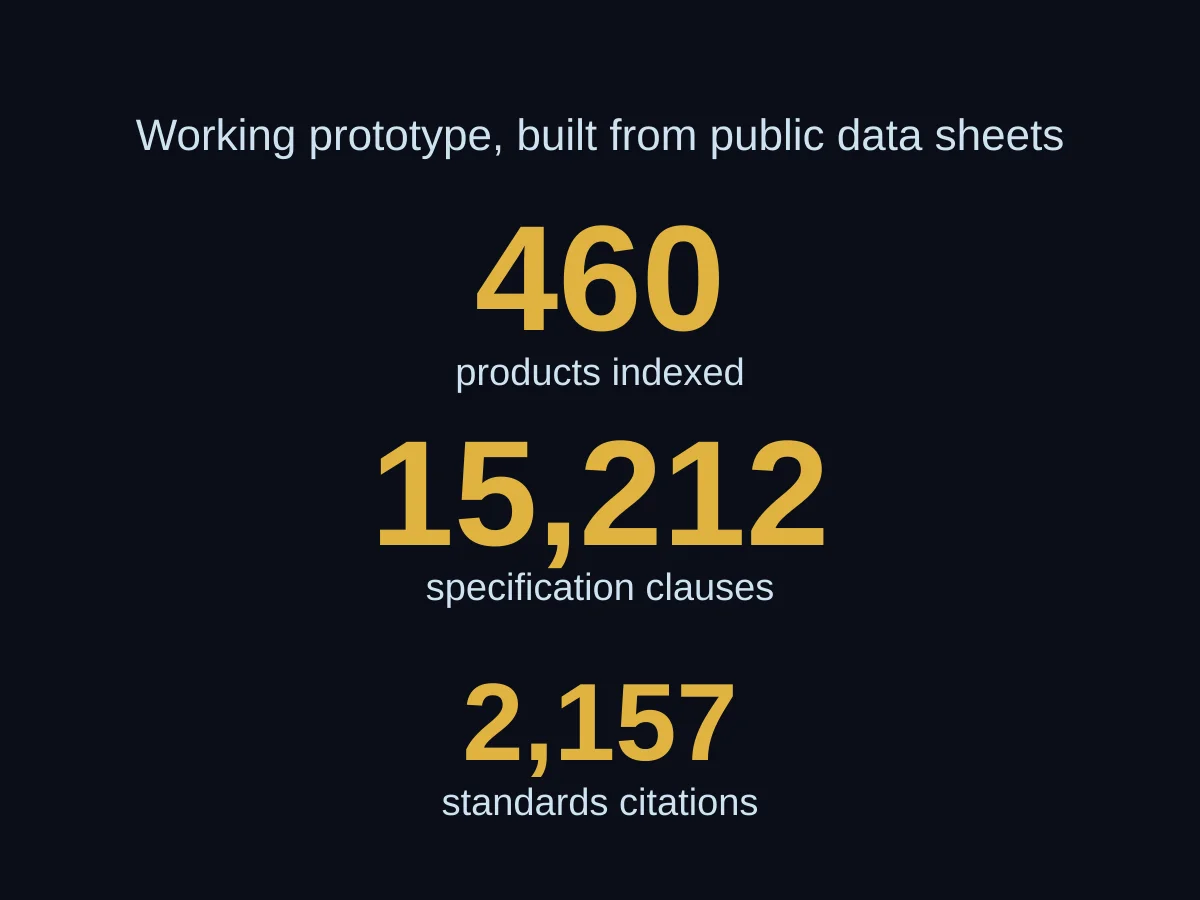 Working prototype, built from public data sheets
460
products indexed
15,212
specification clauses
2,157
standards citations